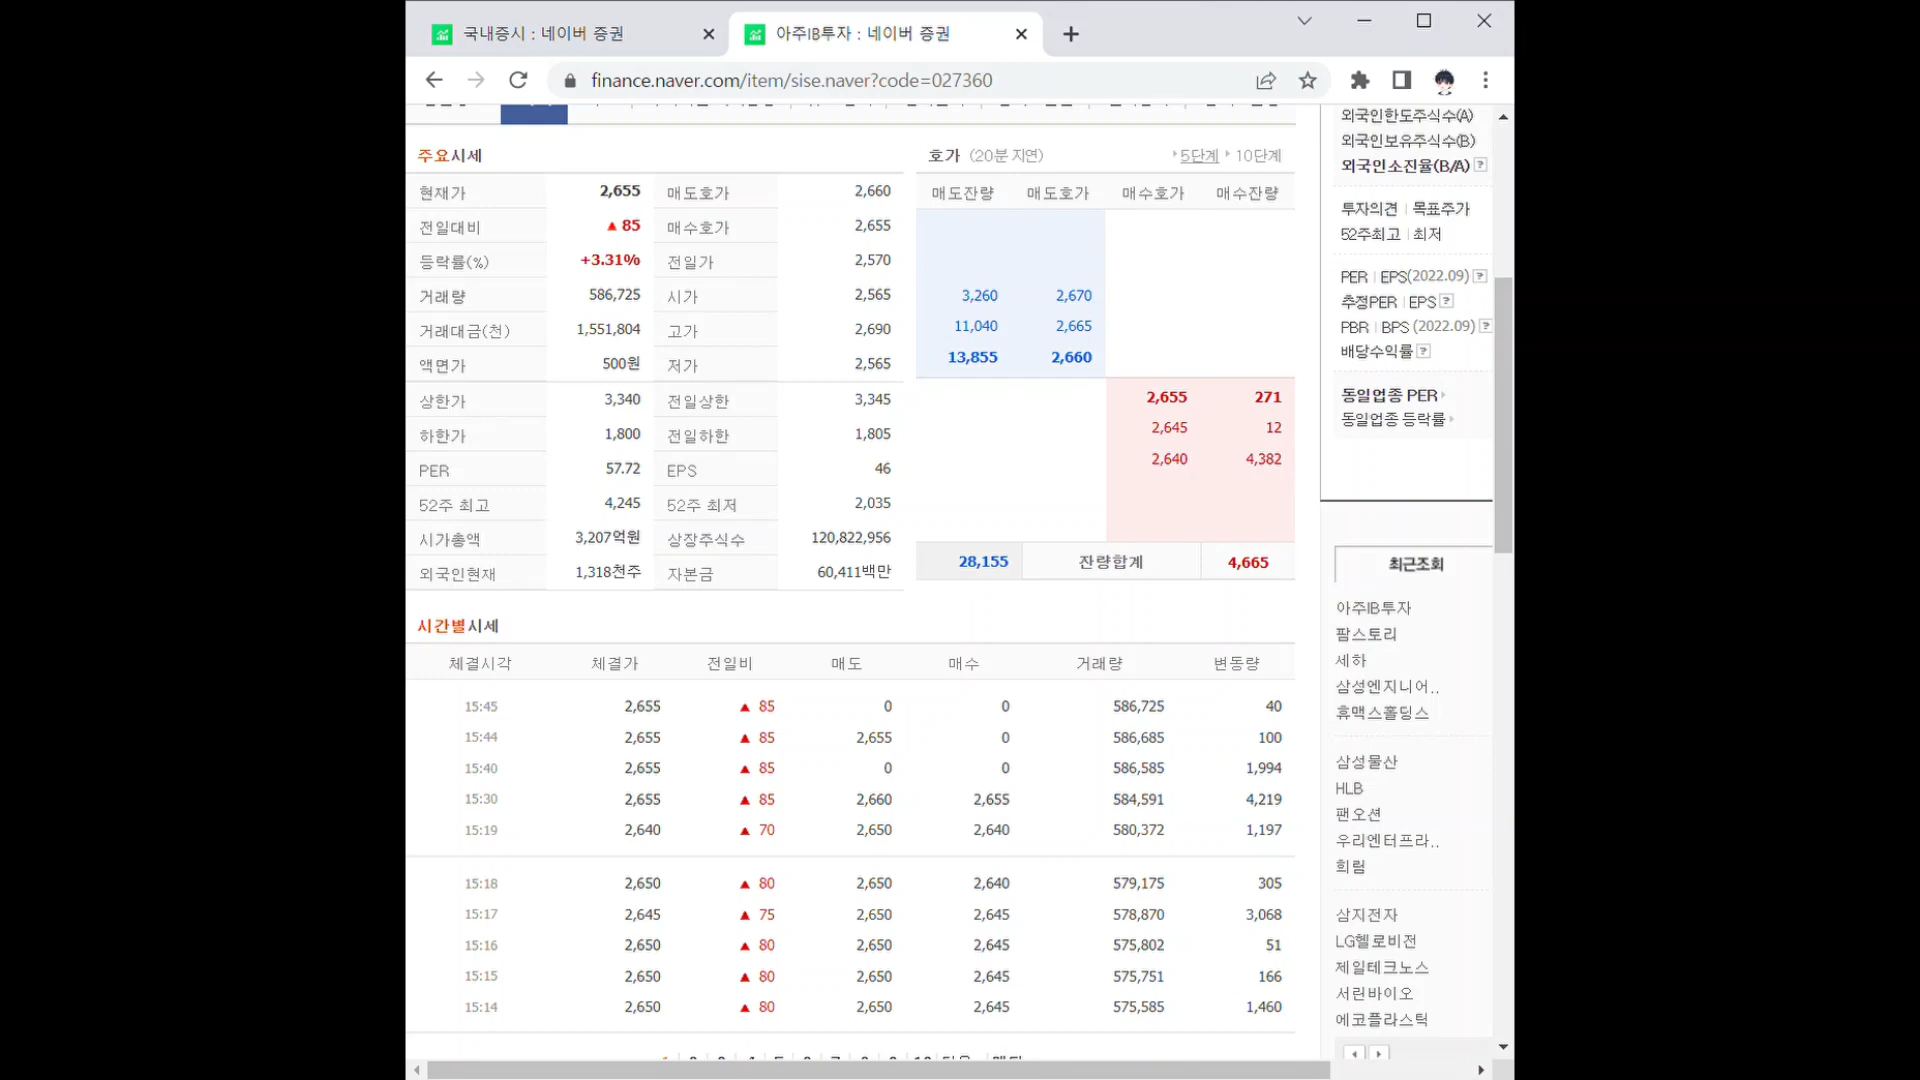 국내증시 : 네이버 증권
아주IB투자 : 네이버 증권
finance.naver.com/item/sise.naver?code=027360
주요시세
현재가 2,655 매도호가 2,660
전일대비 ▲ 85 매수호가 2,655
등락률(%) +3.31% 전일가 2,570
거래량 586,725 시가 2,565
거래대금(천) 1,551,804 고가 2,690
액면가 500원 저가 2,565
상한가 3,340 전일상한 3,345
하한가 1,800 전일하한 1,805
PER 57.72 EPS 46
52주 최고 4,245 52주 최저 2,035
시가총액 3,207억원 상장주식수 120,822,956
외국인현재 1,318천주 자본금 60,411백만
호가 (20분 지연) 5단계 10단계
매도잔량 매도호가 매수호가 매수잔량
3,260 2,670
11,040 2,665
13,855 2,660
2,655 271
2,645 12
2,640 4,382
28,155 잔량합계 4,665
시간별시세
체결시각 체결가 전일비 매도 매수 거래량 변동량
15:45 2,655 ▲ 85 0 0 586,725 40
15:44 2,655 ▲ 85 2,655 0 586,685 100
15:40 2,655 ▲ 85 0 0 586,585 1,994
15:30 2,655 ▲ 85 2,660 2,655 584,591 4,219
15:19 2,640 ▲ 70 2,650 2,640 580,372 1,197
15:18 2,650 ▲ 80 2,650 2,640 579,175 305
15:17 2,645 ▲ 75 2,650 2,645 578,870 3,068
15:16 2,650 ▲ 80 2,650 2,645 575,802 51
15:15 2,650 ▲ 80 2,650 2,645 575,751 166
15:14 2,650 ▲ 80 2,650 2,645 575,585 1,460
외국인한도주식수(A)
외국인보유주식수(B)
외국인소진율(B/A) ?
투자의견 | 목표주가
52주최고 | 최저
PER | EPS(2022.09) ?
추정PER | EPS ?
PBR | BPS (2022.09) ?
배당수익률 ?
동일업종 PER
동일업종 등락률
최근조회
아주IB투자
팜스토리
세하
삼성엔지니어..
휴맥스홀딩스
삼성물산
HLB
팬오션
우리엔터프라..
희림
삼지전자
LG헬로비전
제일테크노스
서린바이오
에코플라스틱